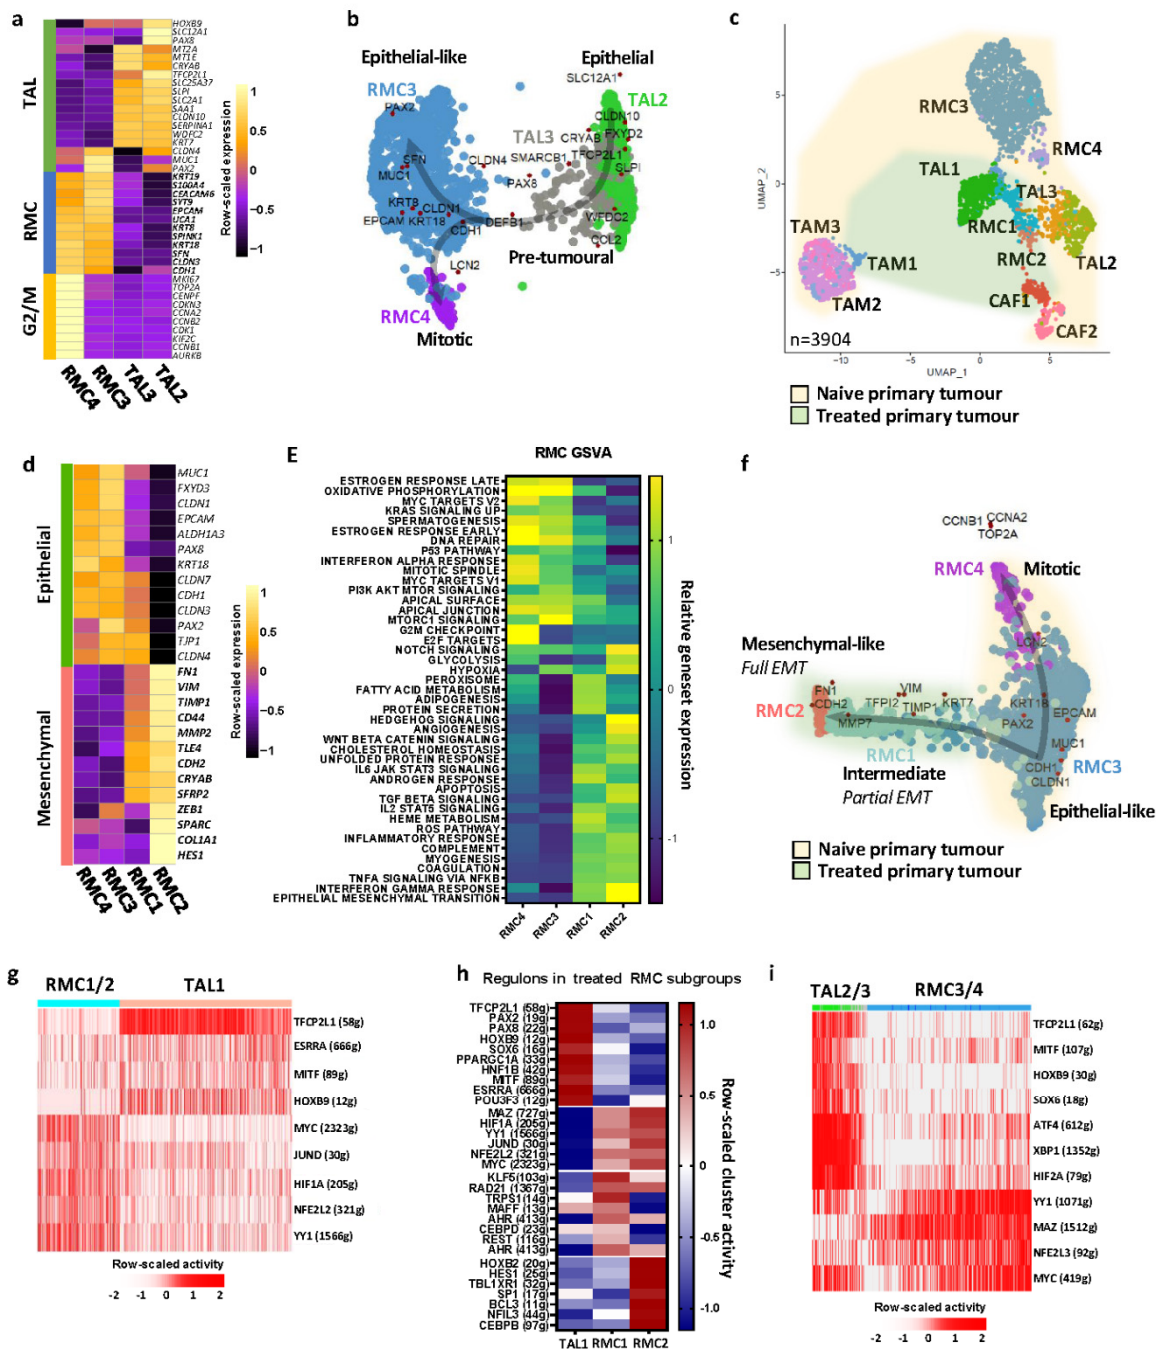 a
TAL
RMC
G2/M
HOXB9
SLC12A1
PAX8
MT2A
MT1E
CRYAB
TFCP2L1
SLC25A37
SLPI
SLC2A1
SAA1
CLDN10
SERPINA1
WDFC2
KRT7
CLDN4
MUC1
PAX2
KRT19
S100A4
CEACAM6
SYT9
EPCAM
UCA1
KRT8
SPINK1
KRT18
SFN
CLDN3
CDH1
MKI67
TOP2A
CENPF
CDKN3
CCNA2
CCNB2
CDK1
KIF2C
CCNB1
AURKB
RMC4
RMC3
TAL3
TAL2
Row-scaled expression
1
0.5
0
-0.5
-1
b
Epithelial-like
Epithelial
SLC12A1
RMC3
PAX2
TAL2
CLDN10
TAL3
CRYAB
FXYD2
SFN
CLDN4
SMARCB1
TFCP2L1
MUC1
PAX8
SLPI
KRT8
CLDN1
EPCAM
KRT18
DEFB1
WFDC2
CDH1
CCL2
Pre-tumoural
LCN2
RMC4
Mitotic
c
UMAP_2
5
0
-5
RMC3
RMC4
TAL1
TAL3
RMC1
TAM3
TAM1
RMC2
TAL2
TAM2
CAF1
CAF2
n=3904
-10
-5
0
5
UMAP_1
Naive primary tumour
Treated primary tumour
d
Epithelial
Mesenchymal
MUC1
FXYD3
CLDN1
EPCAM
ALDH1A3
PAX8
KRT18
CLDN7
CDH1
CLDN3
PAX2
TJP1
CLDN4
FN1
VIM
TIMP1
CD44
MMP2
TLE4
CDH2
CRYAB
SFRP2
ZEB1
SPARC
COL1A1
HES1
RMC4
RMC3
RMC1
RMC2
Row-scaled expression
1
0.5
0
-0.5
-1
E
RMC GSVA
ESTROGEN RESPONSE LATE
OXIDATIVE PHOSPHORYLATION
MYC TARGETS V2
KRAS SIGNALING UP
SPERMATOGENESIS
ESTROGEN RESPONSE EARLY
DNA REPAIR
P53 PATHWAY
INTERFERON ALPHA RESPONSE
MITOTIC SPINDLE
MYC TARGETS V1
PI3K AKT MTOR SIGNALING
APICAL SURFACE
APICAL JUNCTION
MTORC1 SIGNALING
G2M CHECKPOINT
E2F TARGETS
NOTCH SIGNALING
GLYCOLYSIS
HYPOXIA
PEROXISOME
FATTY ACID METABOLISM
ADIPOGENESIS
PROTEIN SECRETION
HEDGEHOG SIGNALING
ANGIOGENESIS
WNT BETA CATENIN SIGNALING
CHOLESTEROL HOMEOSTASIS
UNFOLDED PROTEIN RESPONSE
IL6 JAK STAT3 SIGNALING
ANDROGEN RESPONSE
APOPTOSIS
TGF BETA SIGNALING
IL2 STAT5 SIGNALING
HEME METABOLISM
ROS PATHWAY
INFLAMMATORY RESPONSE
COMPLEMENT
MYOGENESIS
COAGULATION
TNFA SIGNALING VIA NFKB
INTERFERON GAMMA RESPONSE
EPITHELIAL MESENCHYMAL TRANSITION
RMC4
RMC3
RMC1
RMC2
1
0
-1
Relative geneset expression
f
CCNB1
CCNA2
TOP2A
RMC4
Mitotic
LCN2
Mesenchymal-like
Full EMT
FN1
VIM
RMC2
CDH2
TFPI2
TIMP1
KRT7
KRT18
MMP7
PAX2
EPCAM
RMC1
MUC1
CDH1
RMC3
Intermediate
CLDN1
Partial EMT
Epithelial-like
Naive primary tumour
Treated primary tumour
g
RMC1/2
TAL1
TFCP2L1 (58g)
ESRRA (666g)
MITF (89g)
HOXB9 (12g)
MYC (2323g)
JUND (30g)
HIF1A (205g)
NFE2L2 (321g)
YY1 (1566g)
Row-scaled activity
-2 -1 0 1 2
h
Regulons in treated RMC subgroups
TFCP2L1 (58g)
PAX2 (19g)
PAX8 (22g)
HOXB9 (12g)
SOX6 (16g)
PPARGC1A (33g)
HNF1B (42g)
MITF (89g)
ESRRA (666g)
POU3F3 (12g)
MAZ (727g)
HIF1A (205g)
YY1 (1566g)
JUND (30g)
NFE2L2 (321g)
MYC (2323g)
KLF5(103g)
RAD21 (1367g)
TRPS1(14g)
MAFF (13g)
AHR (413g)
CEBPD (23g)
REST (116g)
AHR (413g)
HOXB2 (20g)
HES1 (25g)
TBL1XR1 (32g)
SP1 (17g)
BCL3 (11g)
NFIL3 (44g)
CEBPB (97g)
TAL1 RMC1 RMC2
1.0
0.5
0
-0.5
-1.0
Row-scaled cluster activity
i
TAL2/3
RMC3/4
TFCP2L1 (62g)
MITF (107g)
HOXB9 (30g)
SOX6 (18g)
ATF4 (612g)
XBP1 (1352g)
HIF2A (79g)
YY1 (1071g)
MAZ (1512g)
NFE2L3 (92g)
MYC (419g)
Row-scaled activity
-2 -1 0 1 2